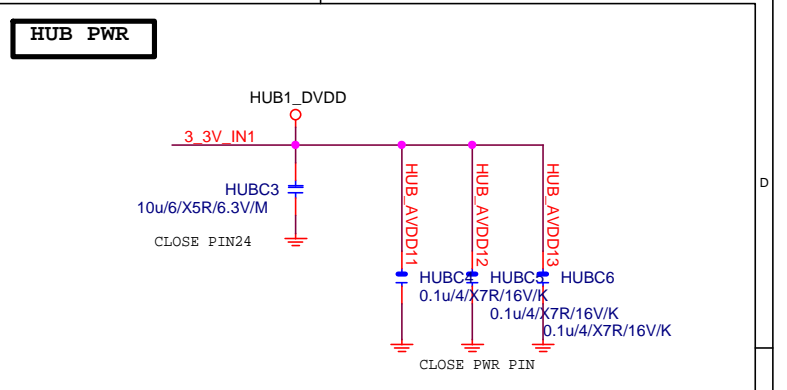 HUB PWR
HUB1_DVDD
3_3V_IN1
HUBC3
10u/6/X5R/6.3V/M
CLOSE PIN24
HUB_AVDD11
HUB_AVDD12
HUB_AVDD13
HUBC4
0.1u/4/X7R/16V/K
HUBC5
0.1u/4/X7R/16V/K
HUBC6
0.1u/4/X7R/16V/K
CLOSE PWR PIN
D